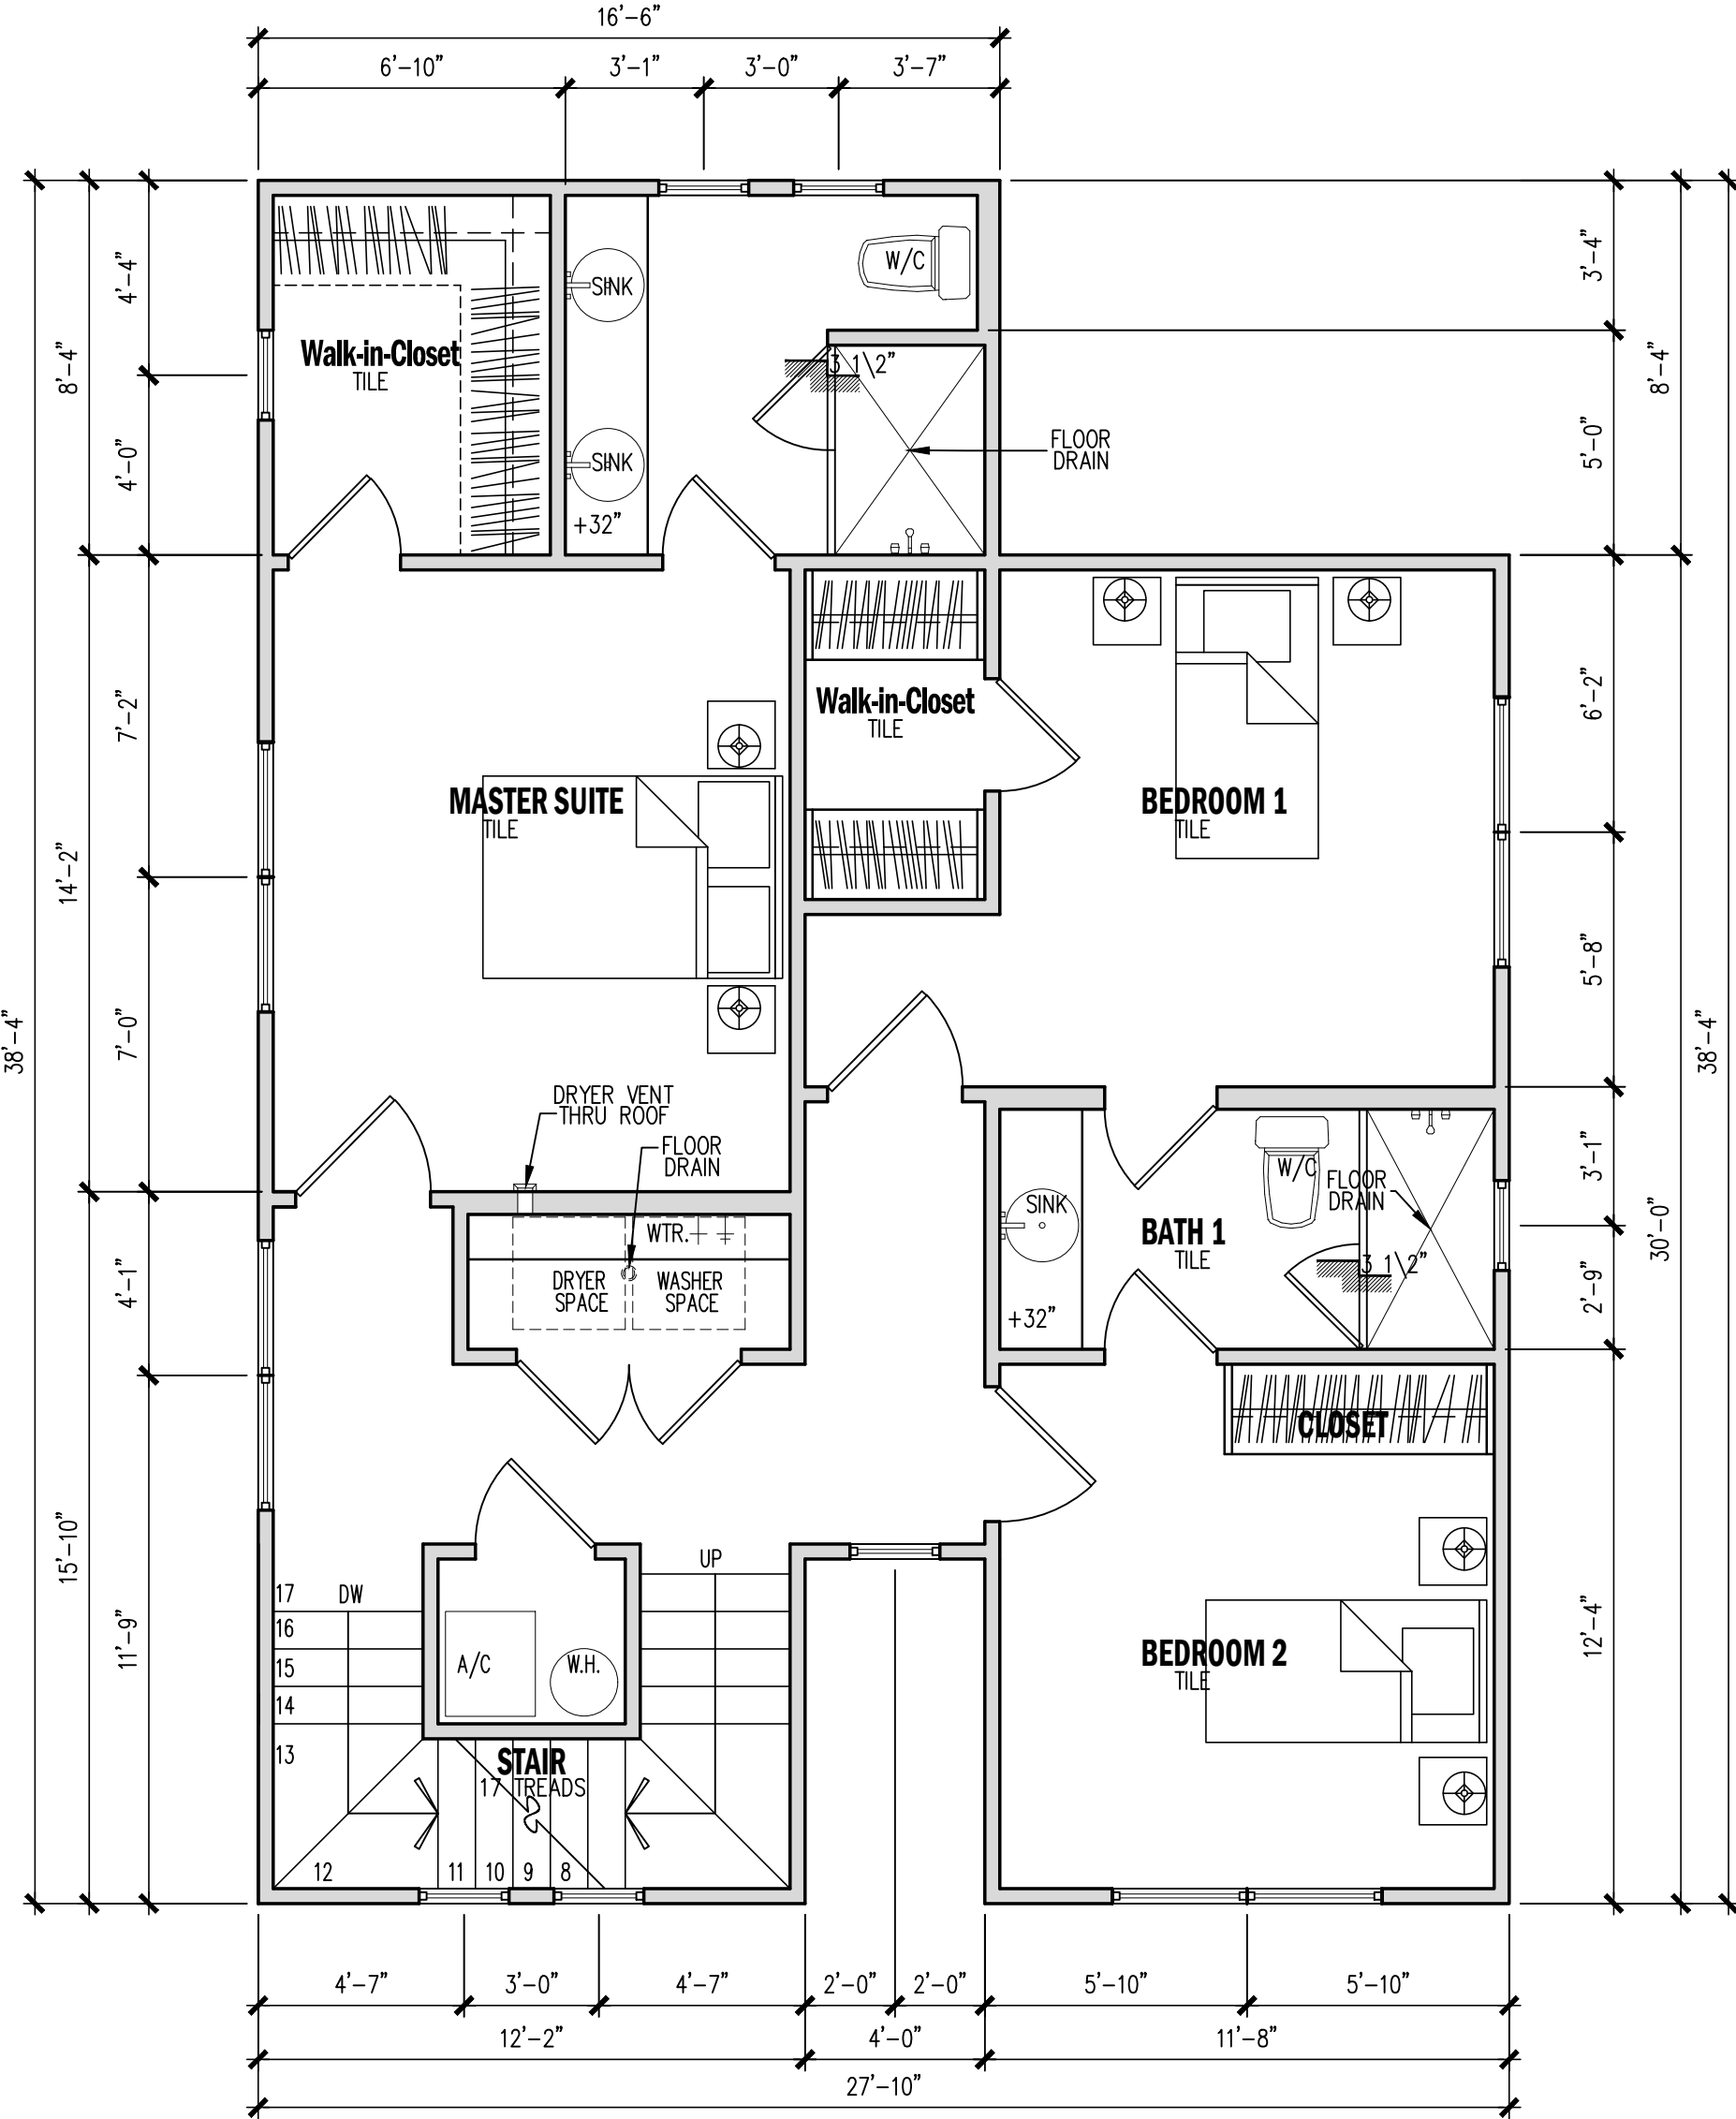 16'-6"
6'-10"
3'-1"
3'-0"
3'-7"
4'-4"
3'-4"
W/C
SINK
Walk-in-Closet
TILE
3 1\2"
8'-4"
8'-4"
FLOOR
DRAIN
5'-0"
4'-0"
SINK
+32"
Walk-in-Closet
TILE
7'-2"
6'-2"
MASTER SUITE
TILE
BEDROOM 1
TILE
14'-2"
5'-8"
38'-4"
7'-0"
38'-4"
DRYER VENT
THRU ROOF
FLOOR
DRAIN
3'-1"
W/C
FLOOR
DRAIN
SINK
WTR.
BATH 1
TILE
30'-0"
4'-1"
DRYER
SPACE
WASHER
SPACE
3 1\2"
2'-9"
+32"
CLOSET
15'-10"
UP
17
DW
16
11'-9"
12'-4"
15
A/C
W.H.
BEDROOM 2
TILE
14
13
STAIR
17 TREADS
12
11
10
9
8
4'-7"
3'-0"
4'-7"
2'-0"
2'-0"
5'-10"
5'-10"
12'-2"
4'-0"
11'-8"
27'-10"